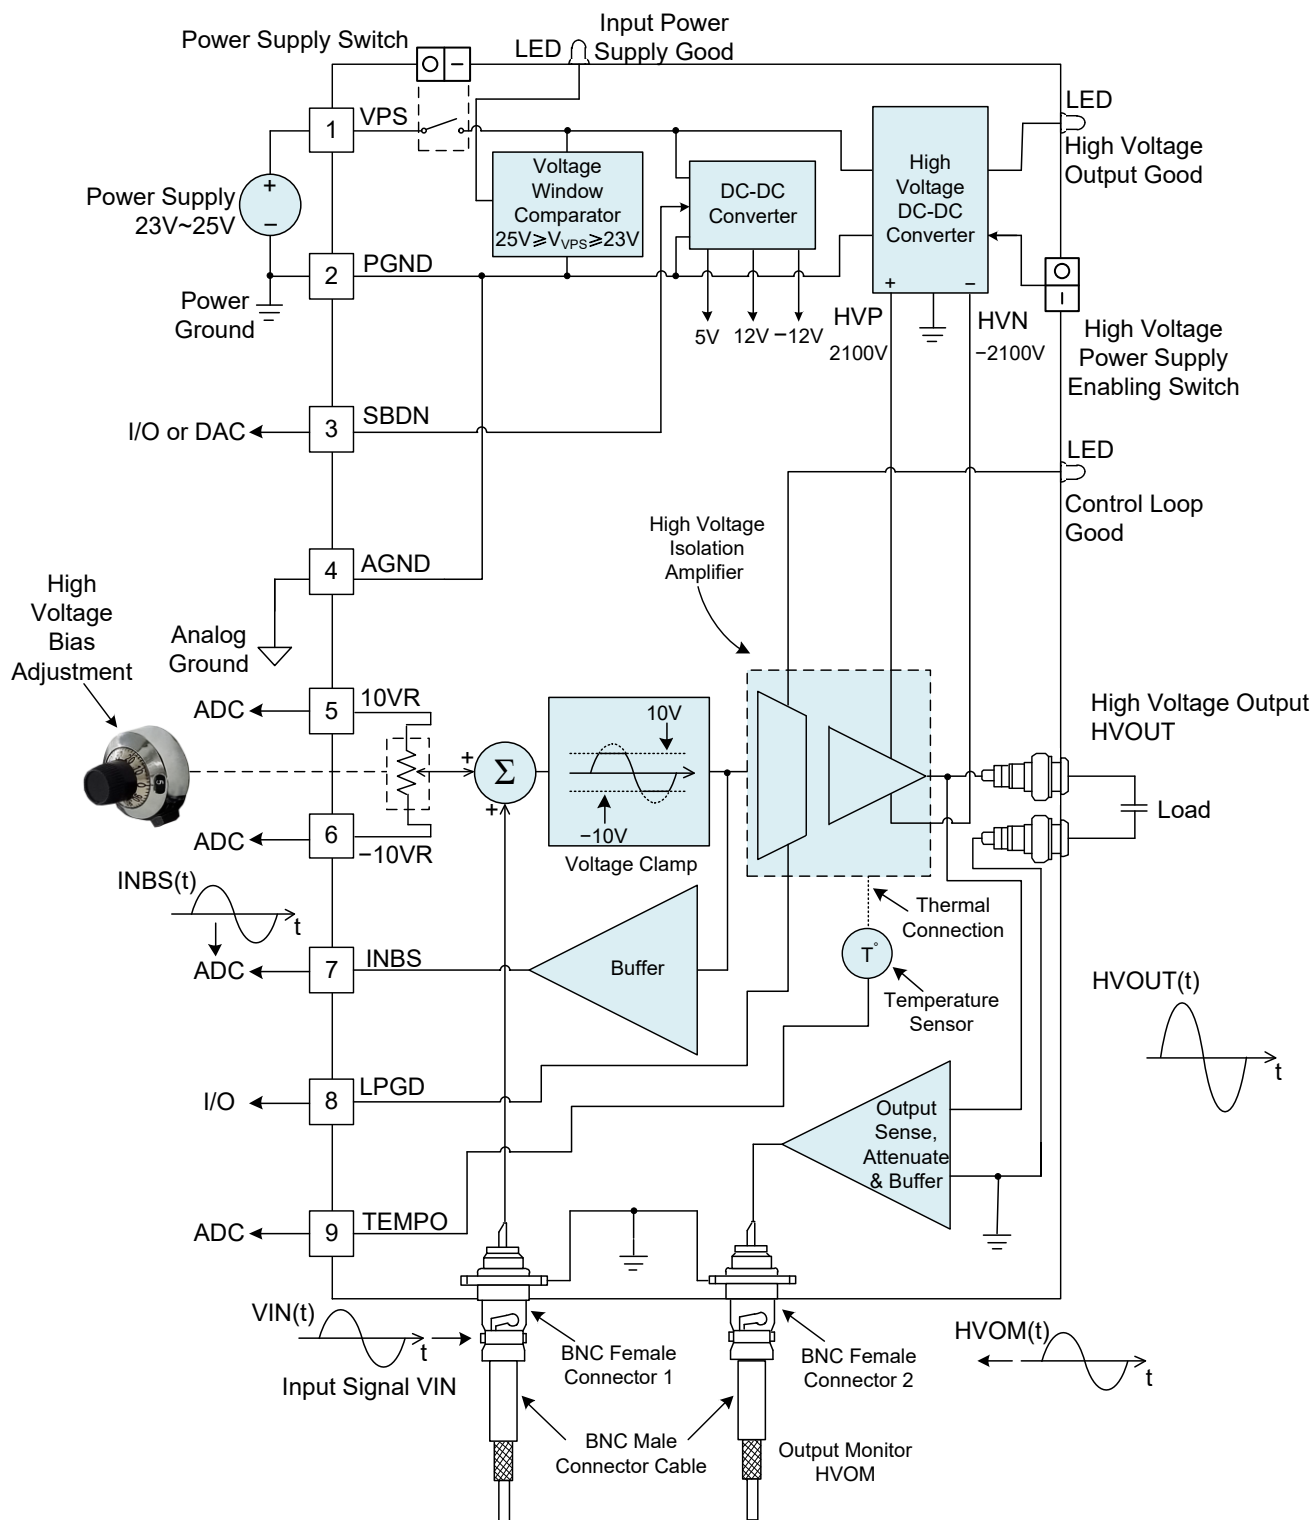 Input Power
Supply Good
Power Supply Switch
LED
1
VPS
Power Supply
23V~25V
+
−
Voltage
Window
Comparator
25V⩾VVPS⩾23V
DC-DC
Converter
High
Voltage
DC-DC
Converter
+
−
LED
High Voltage
Output Good
2
PGND
Power
Ground
5V
12V
−12V
HVP
2100V
HVN
−2100V
High Voltage
Power Supply
Enabling Switch
I/O or DAC
3
SBDN
LED
Control Loop
Good
High Voltage
Isolation
Amplifier
4
AGND
Analog
Ground
High
Voltage
Bias
Adjustment
ADC
5
10VR
+
Σ
+
10V
−10V
Voltage Clamp
High Voltage Output
HVOUT
Load
ADC
6
−10VR
INBS(t)
t
ADC
7
INBS
Buffer
Thermal
Connection
T°
Temperature
Sensor
HVOUT(t)
t
I/O
8
LPGD
Output
Sense,
Attenuate
& Buffer
ADC
9
TEMPO
VIN(t)
t
Input Signal VIN
BNC Female
Connector 1
BNC Female
Connector 2
HVOM(t)
t
BNC Male
Connector Cable
Output Monitor
HVOM